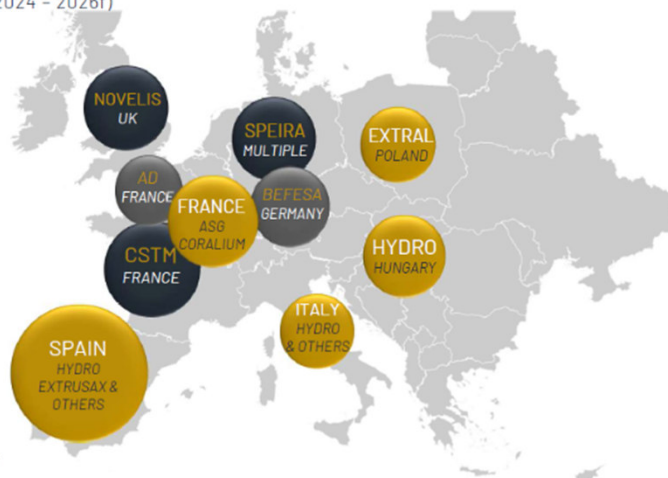 2024 – 2026f)
NOVELIS
UK
SPEIRA
MULTIPLE
EXTRAL
POLAND
AD
FRANCE
FRANCE
ASG
CORALIUM
BEFESA
GERMANY
CSTM
FRANCE
HYDRO
HUNGARY
ITALY
HYDRO
& OTHERS
SPAIN
HYDRO
EXTRUSAX &
OTHERS